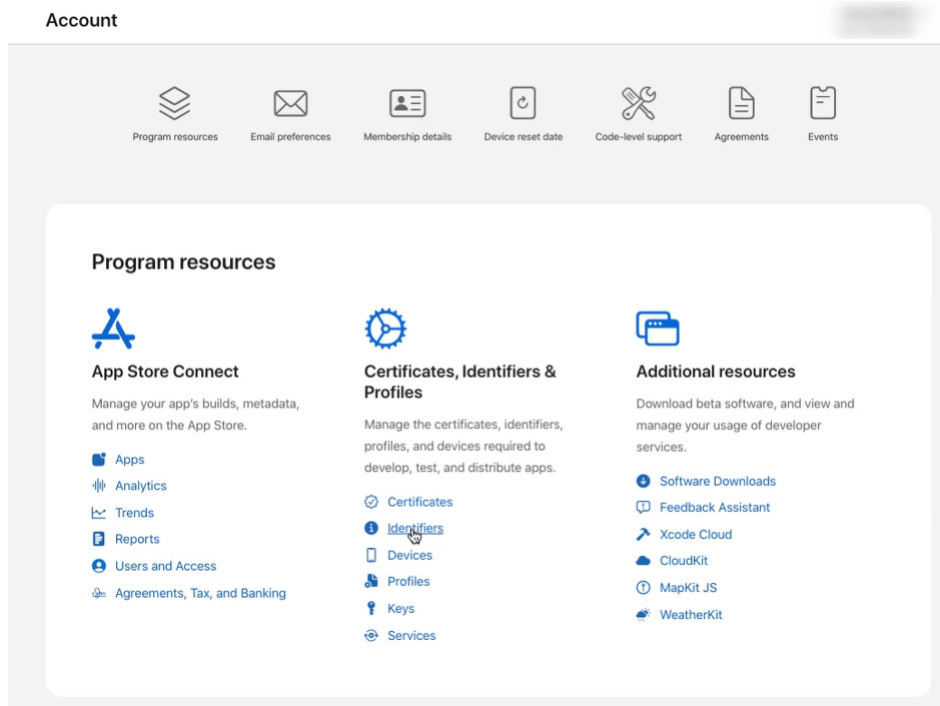 Account
Program resources
Email preferences
Membership details
Device reset date
Code-level support
Agreements
Events
Program resources
App Store Connect
Manage your app's builds, metadata,
and more on the App Store.
Apps
Analytics
Trends
Reports
Users and Access
Agreements, Tax, and Banking
Certificates, Identifiers &
Profiles
Manage the certificates, identifiers,
profiles, and devices required to
develop, test, and distribute apps.
Certificates
Identifiers
Devices
Profiles
Keys
Services
Additional resources
Download beta software, and view and
manage your usage of developer
services.
Software Downloads
Feedback Assistant
Xcode Cloud
CloudKit
MapKit JS
WeatherKit